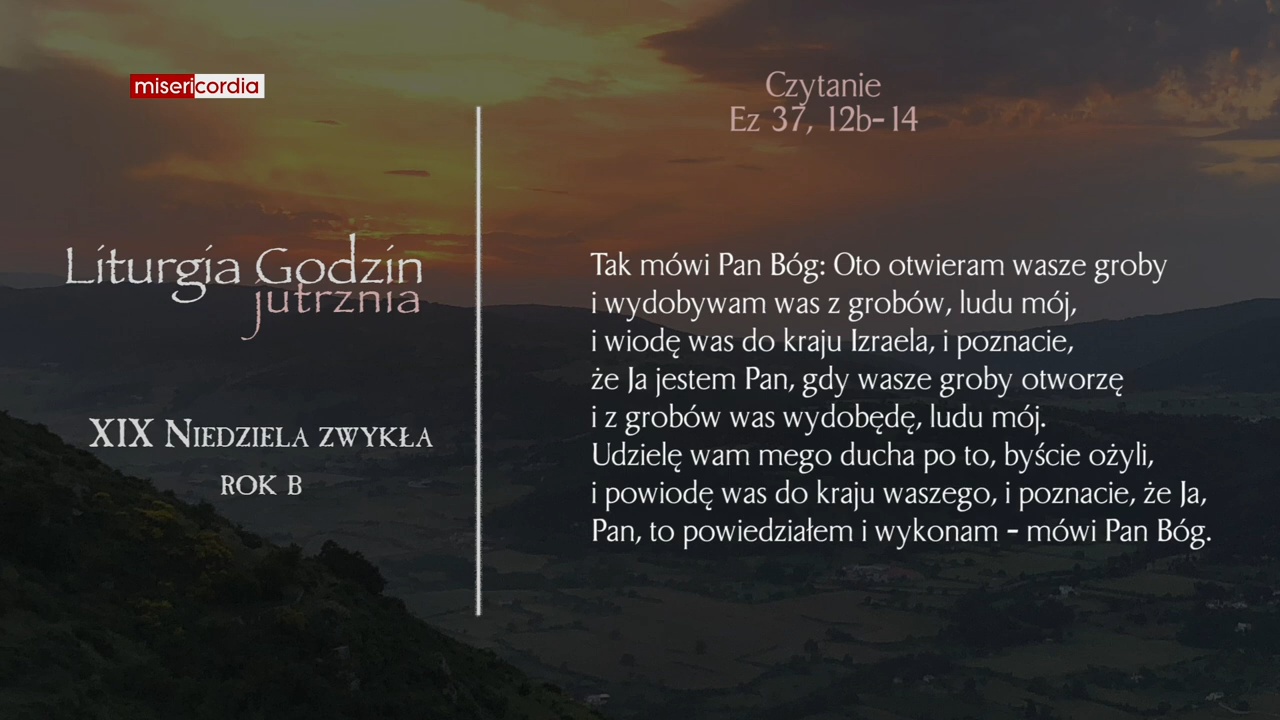 misericordia
Liturgia Godzin
jutrznia
XIX Niedziela zwykła
rok B
Czytanie
Ez 37, 12b-14
Tak mówi Pan Bóg: Oto otwieram wasze groby
i wydobywam was z grobów, ludu mój,
i wiodę was do kraju Izraela, i poznacie,
że Ja jestem Pan, gdy wasze groby otworzę
i z grobów was wydobędę, ludu mój.
Udzielę wam mego ducha po to, byście ożyli,
i powiodę was do kraju waszego, i poznacie, że Ja,
Pan, to powiedziałem i wykonam - mówi Pan Bóg.